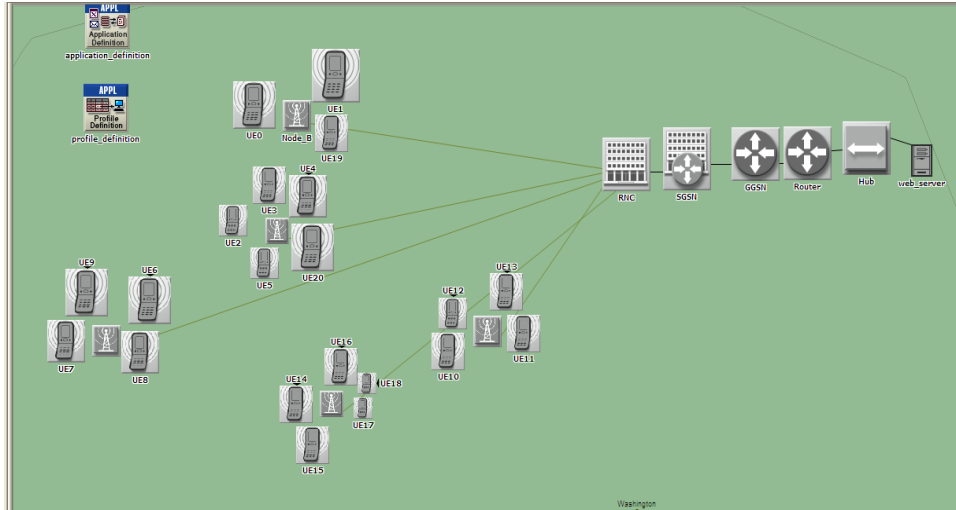 APPL
Application
Definition
application_definition
APPL
Profile
Definition
profile_definition
UE1
UE0
Node_B
UE19
UE4
UE3
UE2
UE5
UE20
RNC
SGSN
GGSN
Router
Hub
web_server
UE9
UE6
UE7
UE8
UE13
UE12
UE11
UE10
UE16
UE18
UE14
UE17
UE15
Washington